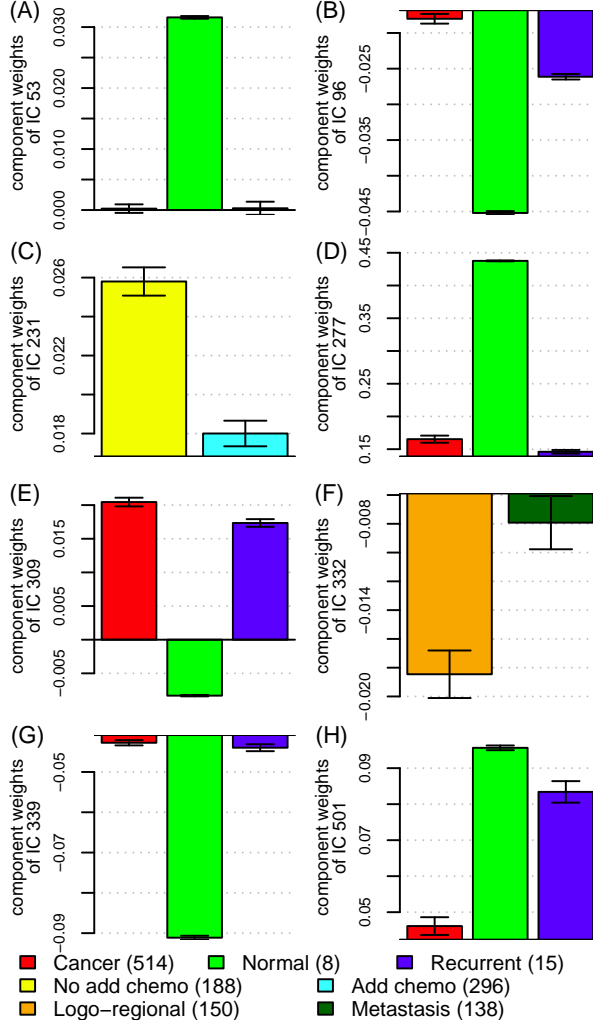 (A)
component weights
of IC 53
0.000
0.010
0.020
0.030
(B)
component weights
of IC 96
−0.045
−0.035
−0.025
(C)
component weights
of IC 231
0.018
0.022
0.026
(D)
component weights
of IC 277
0.15
0.25
0.35
0.45
(E)
component weights
of IC 309
−0.005
0.005
0.015
(F)
component weights
of IC 332
−0.020
−0.014
−0.008
(G)
component weights
of IC 339
−0.09
−0.07
−0.05
(H)
component weights
of IC 501
0.05
0.07
0.09
Cancer (514) Normal (8) Recurrent (15)
No add chemo (188) Add chemo (296)
Logo−regional (150) Metastasis (138)